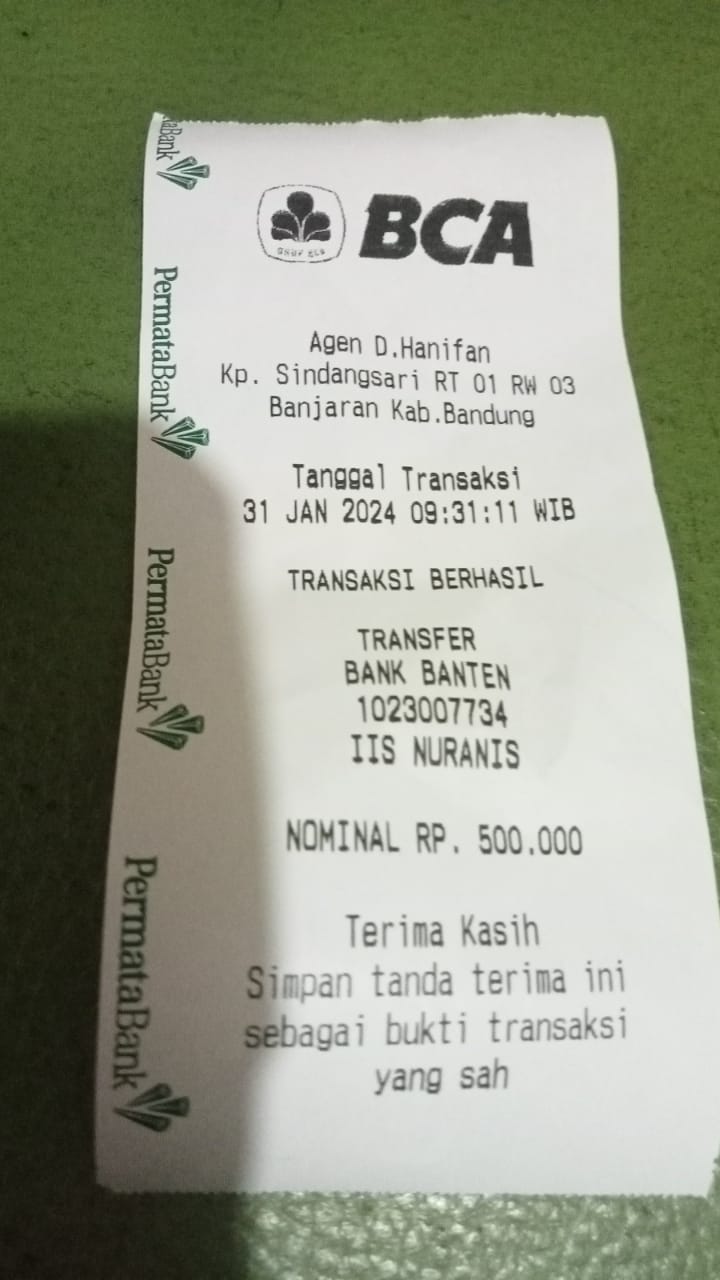 BCA
Agen D.Hanifan
Kp. Sindangsari RT 01 RW 03
Banjaran Kab.Bandung
Tanggal Transaksi
31 JAN 2024 09:31:11 WIB
TRANSAKSI BERHASIL
TRANSFER
BANK BANTEN
1023007734
IIS NURANIS
NOMINAL RP. 500.000
Terima Kasih
Simpan tanda terima ini
sebagai bukti transaksi
yang sah
aBank
PermataBank
PermataBank
PermataBank